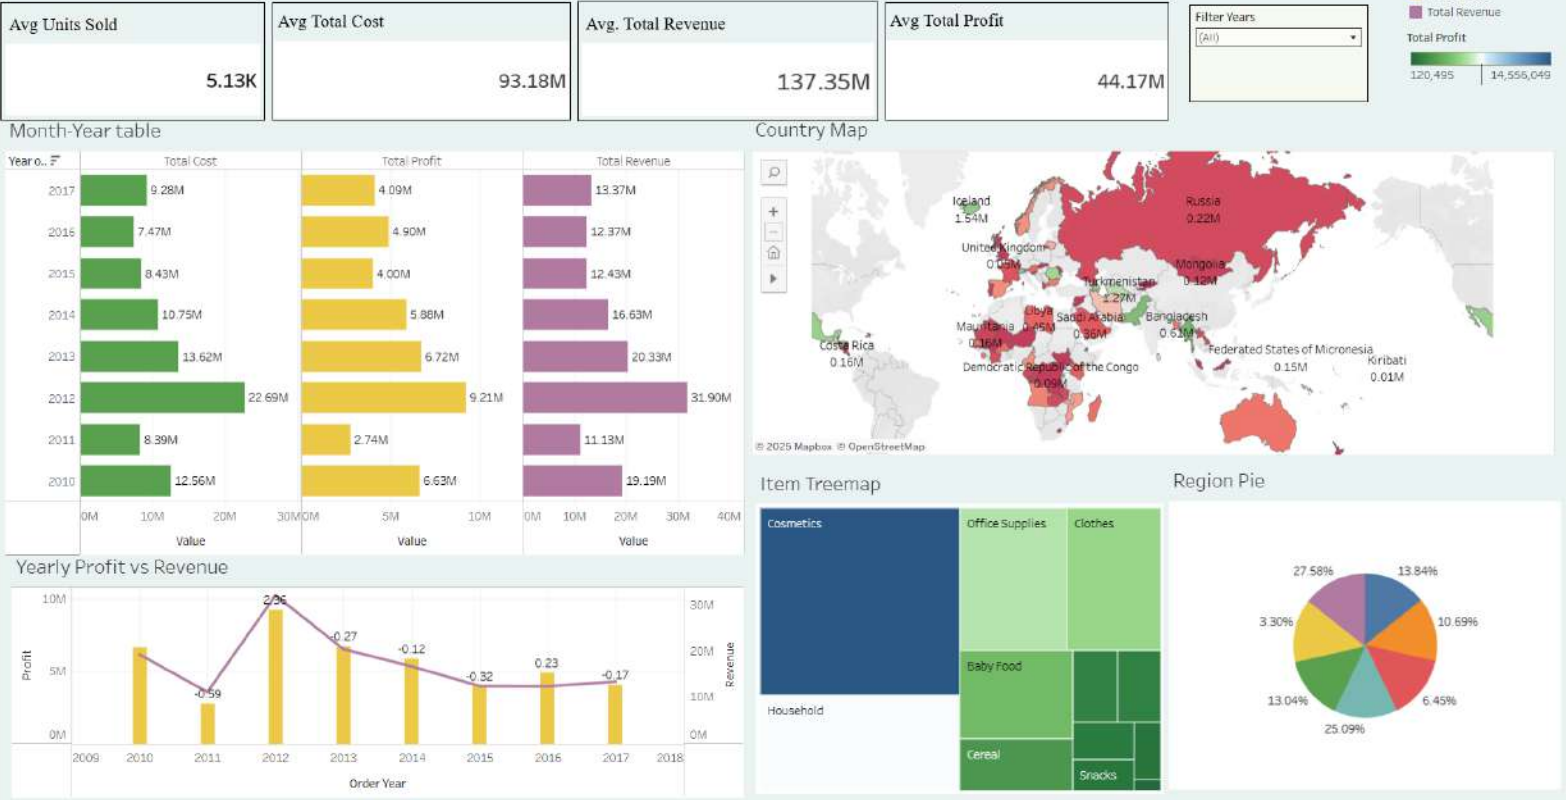 Avg Units Sold
5.13K
Avg Total Cost
93.18M
Avg. Total Revenue
137.35M
Avg Total Profit
44.17M
Filter Years
(All)
Total Revenue
Total Profit
120,495 14,556,049
Month-Year table
Year o.. Total Cost Total Profit Total Revenue
2017 9.28M 4.09M 13.37M
2016 7.47M 4.90M 12.37M
2015 8.43M 4.00M 12.43M
2014 10.75M 5.88M 16.63M
2013 13.62M 6.72M 20.33M
2012 22.69M 9.21M 31.90M
2011 8.39M 2.74M 11.13M
2010 12.56M 6.63M 19.19M
0M 10M 20M 30M 0M 5M 10M 0M 10M 20M 30M 40M
Value Value Value
Country Map
Iceland
1.54M
Russia
0.22M
United Kingdom
Mongolia
0.12M
Turkmenistan
1.27M
Libya
0.45M
Saudi Arabia
0.36M
Bangladesh
0.61M
Mauritania
0.16M
Costa Rica
0.16M
Democratic Republic of the Congo
0.09M
Federated States of Micronesia
0.15M
Kiribati
0.01M
© 2025 Mapbox © OpenStreetMap
Yearly Profit vs Revenue
10M
5M
0M
Profit
2.36
-0.59
-0.27
-0.12
-0.32
0.23
-0.17
30M
20M
10M
0M
Revenue
2009 2010 2011 2012 2013 2014 2015 2016 2017 2018
Order Year
Item Treemap
Cosmetics
Office Supplies
Clothes
Household
Baby Food
Cereal
Snacks
Region Pie
27.58%
13.84%
3.30%
10.69%
13.04%
6.45%
25.09%